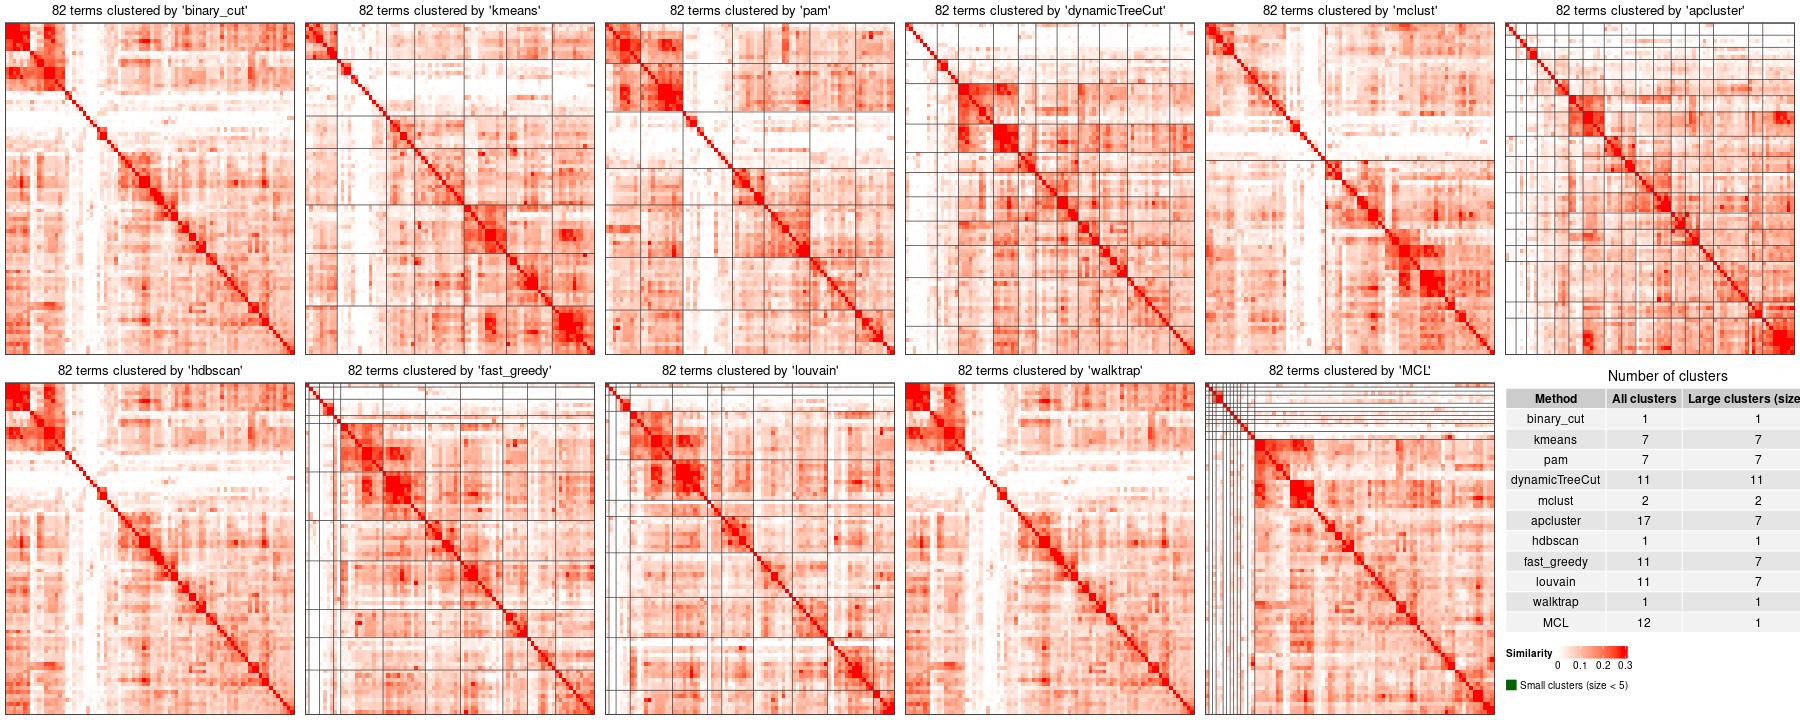 82 terms clustered by 'binary_cut'
82 terms clustered by 'kmeans'
82 terms clustered by 'pam'
82 terms clustered by 'dynamicTreeCut'
82 terms clustered by 'mclust'
82 terms clustered by 'apcluster'
82 terms clustered by 'hdbscan'
82 terms clustered by 'fast_greedy'
82 terms clustered by 'louvain'
82 terms clustered by 'walktrap'
82 terms clustered by 'MCL'
Number of clusters
Method All clusters Large clusters (size
binary_cut 1 1
kmeans 7 7
pam 7 7
dynamicTreeCut 11 11
mclust 2 2
apcluster 17 7
hdbscan 1 1
fast_greedy 11 7
louvain 11 7
walktrap 1 1
MCL 12 1
Similarity
0 0.1 0.2 0.3
Small clusters (size < 5)